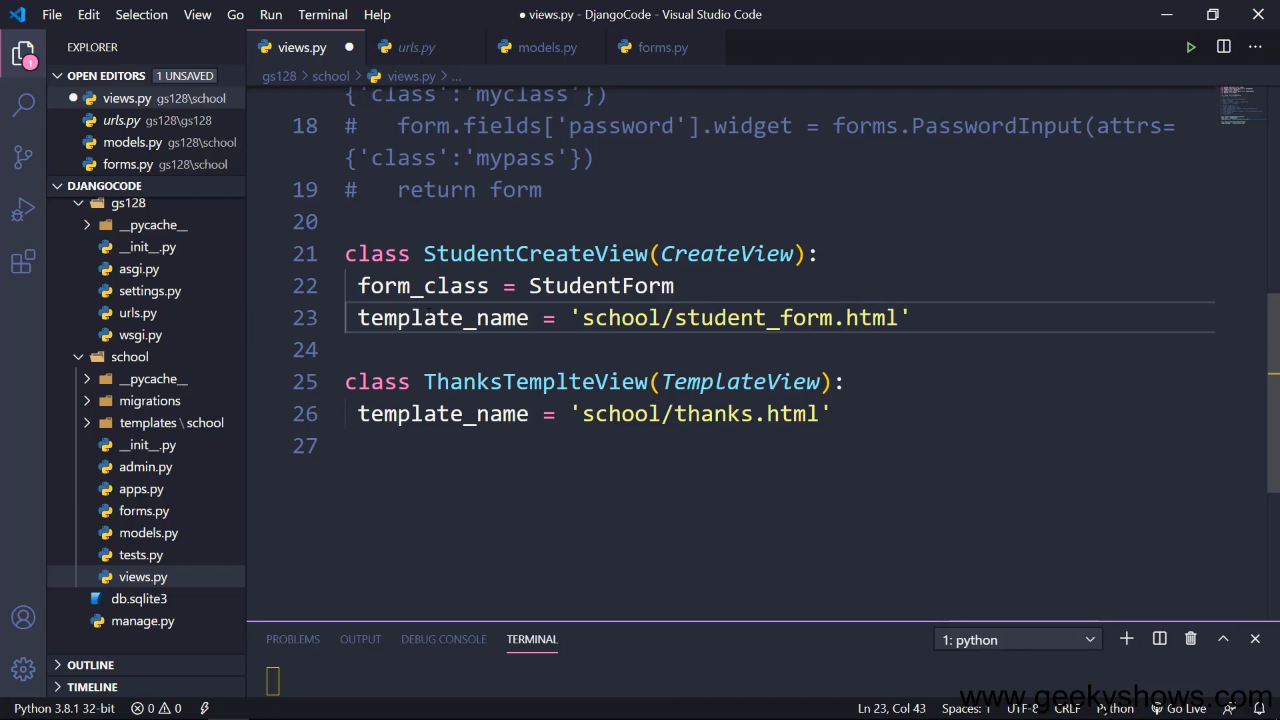 File Edit Selection View Go Run Terminal Help
● views.py - DjangoCode - Visual Studio Code
EXPLORER
OPEN EDITORS 1 UNSAVED
views.py gs128\school
urls.py gs128\gs128
models.py gs128\school
forms.py gs128\school
DJANGOCODE
gs128
__pycache__
__init__.py
asgi.py
settings.py
urls.py
wsgi.py
school
__pycache__
migrations
templates \ school
__init__.py
admin.py
apps.py
forms.py
models.py
tests.py
views.py
db.sqlite3
manage.py
OUTLINE
TIMELINE
1
views.py urls.py models.py forms.py
gs128 > school > views.py > ...
{'class':'myclass'})
18 #   form.fields['password'].widget = forms.PasswordInput(attrs=
{'class':'mypass'})
19 #   return form
20
21 class StudentCreateView(CreateView):
22 form_class = StudentForm
23 template_name = 'school/student_form.html'
24
25 class ThanksTemplteView(TemplateView):
26 template_name = 'school/thanks.html'
27
PROBLEMS OUTPUT DEBUG CONSOLE TERMINAL
1: python
www.geekyshows.com
Python 3.8.1 32-bit 0 0
Ln 23, Col 43 Spaces: 1 UTF-8 CRLF Python Go Live